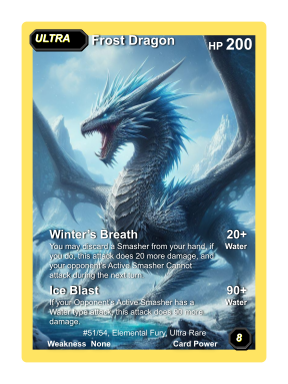 ULTRA
Frost Dragon
HP 200
Winter's Breath 20+
You may discard a Smasher from your hand, if Water
you do, this attack does 20 more damage, and
your opponent's Active Smasher Cannot
attack during the next turn.
Ice Blast 90+
If your Opponent's Active Smasher has a Water
Water type attack, this attack does 90 more
damage.
#51/54, Elemental Fury, Ultra Rare
Weakness None Card Power 8